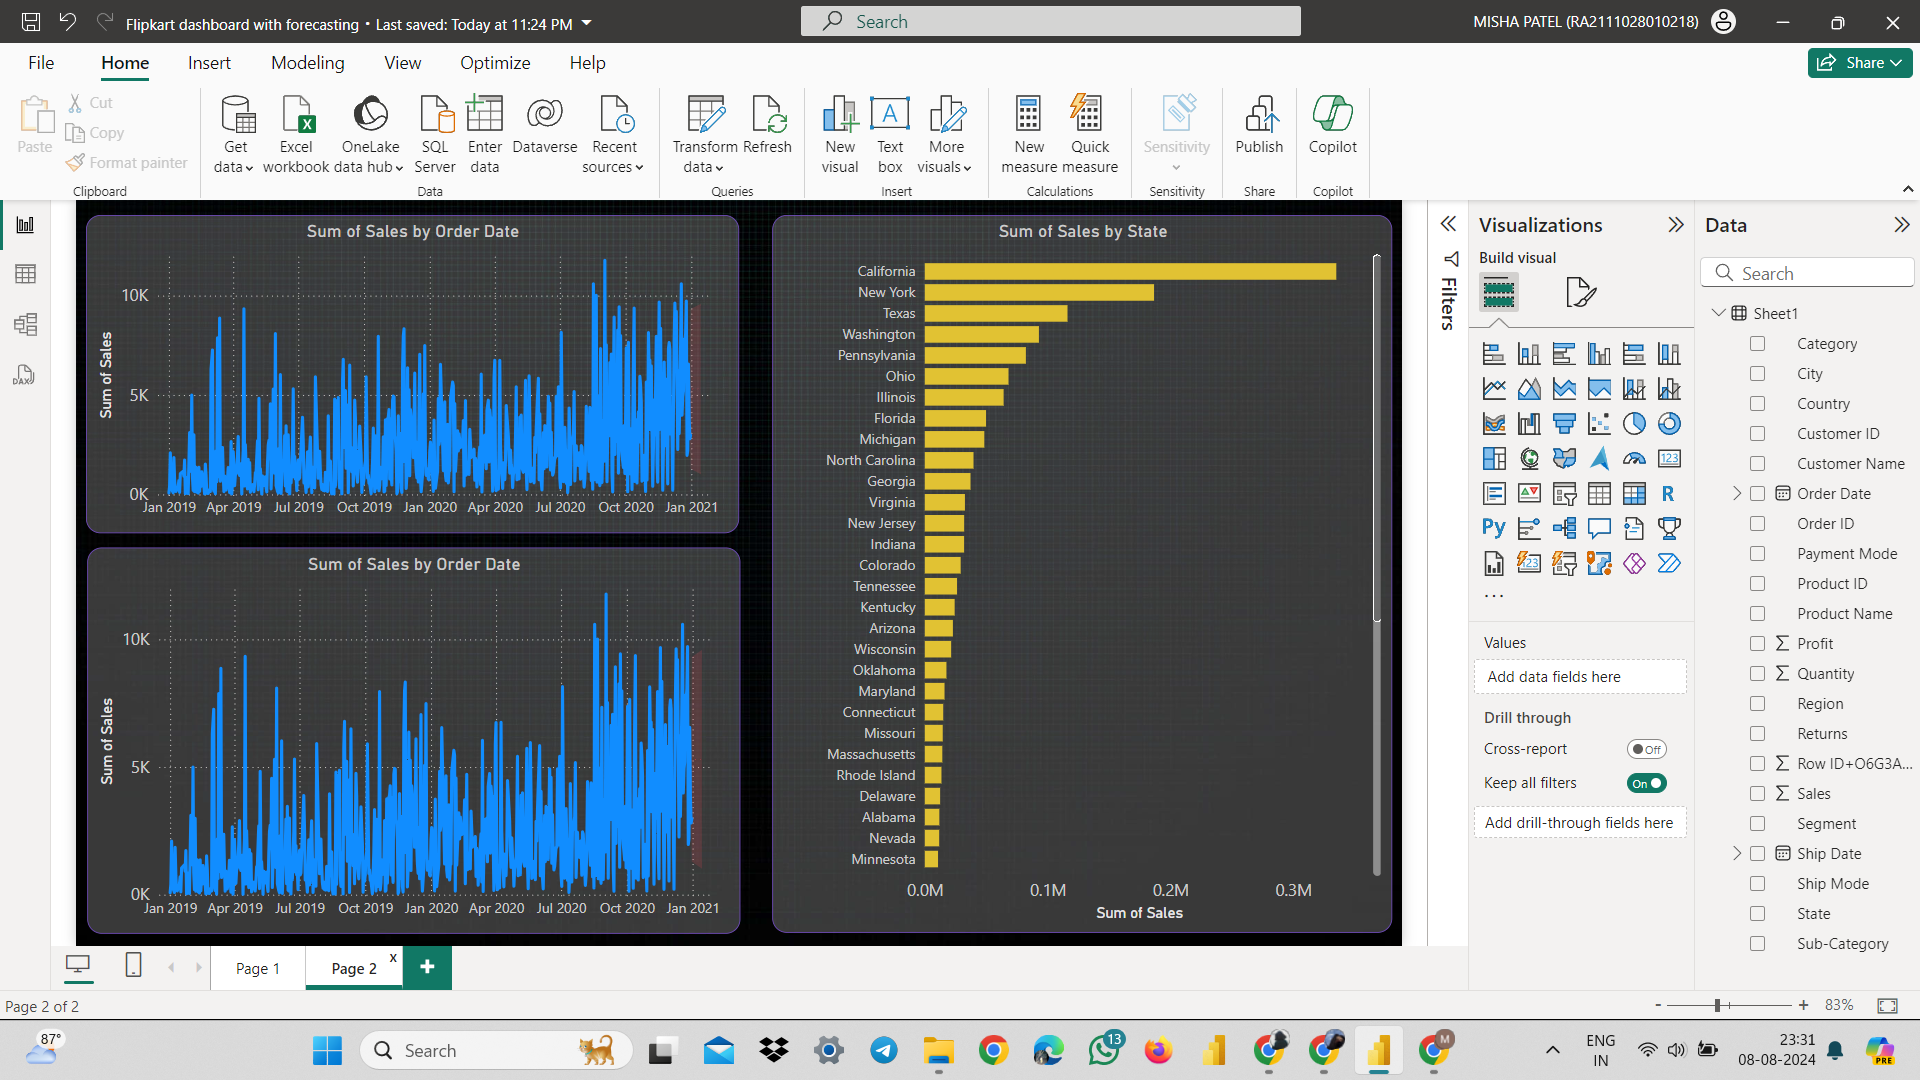 Flipkart dashboard with forecasting • Last saved: Today at 11:24 PM
Search
MISHA PATEL (RA2111028010218)
File
Home
Insert
Modeling
View
Optimize
Help
Share
Paste
Cut
Copy
Format painter
Clipboard
Get data
Excel workbook
OneLake data hub
SQL Server
Enter data
Dataverse
Recent sources
Data
Transform data
Refresh
Queries
New visual
Text box
More visuals
Insert
New measure
Quick measure
Calculations
Sensitivity
Sensitivity
Publish
Share
Copilot
Copilot
Sum of Sales by Order Date
Sum of Sales
10K
5K
0K
Jan 2019 Apr 2019 Jul 2019 Oct 2019 Jan 2020 Apr 2020 Jul 2020 Oct 2020 Jan 2021
Sum of Sales by Order Date
Sum of Sales
10K
5K
0K
Jan 2019 Apr 2019 Jul 2019 Oct 2019 Jan 2020 Apr 2020 Jul 2020 Oct 2020 Jan 2021
Sum of Sales by State
California
New York
Texas
Washington
Pennsylvania
Ohio
Illinois
Florida
Michigan
North Carolina
Georgia
Virginia
New Jersey
Indiana
Colorado
Tennessee
Kentucky
Arizona
Wisconsin
Oklahoma
Maryland
Connecticut
Missouri
Massachusetts
Rhode Island
Delaware
Alabama
Nevada
Minnesota
0.0M 0.1M 0.2M 0.3M
Sum of Sales
Filters
Visualizations
Build visual
123
R
Py
123
...
Values
Add data fields here
Drill through
Cross-report
Off
Keep all filters
On
Add drill-through fields here
Data
Search
Sheet1
Category
City
Country
Customer ID
Customer Name
Order Date
Order ID
Payment Mode
Product ID
Product Name
Σ Profit
Σ Quantity
Region
Returns
Σ Row ID+O6G3A...
Σ Sales
Segment
Ship Date
Ship Mode
State
Sub-Category
DAX
Page 1
Page 2
x
+
Page 2 of 2
- + 83%
87°
Search
13
M
ENG
IN
23:31
08-08-2024
PRE